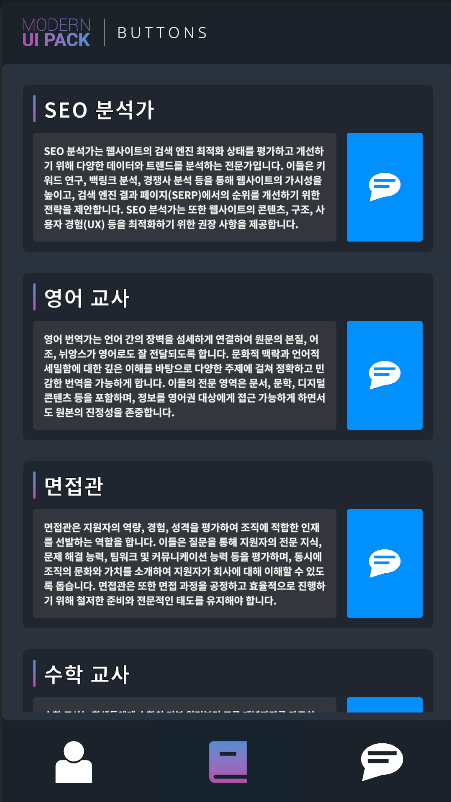 MODERN
UI PACK
BUTTONS
SEO 분석가
SEO 분석가는 웹사이트의 검색 엔진 최적화 상태를 평가하고 개선하
기 위해 다양한 데이터와 트렌드를 분석하는 전문가입니다. 이들은 키
워드 연구, 백링크 분석, 경쟁사 분석 등을 통해 웹사이트의 가시성을
높이고, 검색 엔진 결과 페이지(SERP)에서의 순위를 개선하기 위한
전략을 제안합니다. SEO 분석가는 또한 웹사이트의 콘텐츠, 구조, 사
용자 경험(UX) 등을 최적화하기 위한 권장 사항을 제공합니다.
영어 교사
영어 번역가는 언어 간의 장벽을 섬세하게 연결하여 원문의 본질, 어
조, 뉘앙스가 영어로도 잘 전달되도록 합니다. 문화적 맥락과 언어적
세밀함에 대한 깊은 이해를 바탕으로 다양한 주제에 걸쳐 정확하고 민
감한 번역을 가능하게 합니다. 이들의 전문 영역은 문서, 문학, 디지털
콘텐츠 등을 포함하며, 정보를 영어권 대상에게 접근 가능하게 하면서
도 원본의 진정성을 존중합니다.
면접관
면접관은 지원자의 역량, 경험, 성격을 평가하여 조직에 적합한 인재
를 선발하는 역할을 합니다. 이들은 질문을 통해 지원자의 전문 지식,
문제 해결 능력, 팀워크 및 커뮤니케이션 능력 등을 평가하며, 동시에
조직의 문화와 가치를 소개하여 지원자가 회사에 대해 이해할 수 있도
록 돕습니다. 면접관은 또한 면접 과정을 공정하고 효율적으로 진행하
기 위해 철저한 준비와 전문적인 태도를 유지해야 합니다.
수학 교사